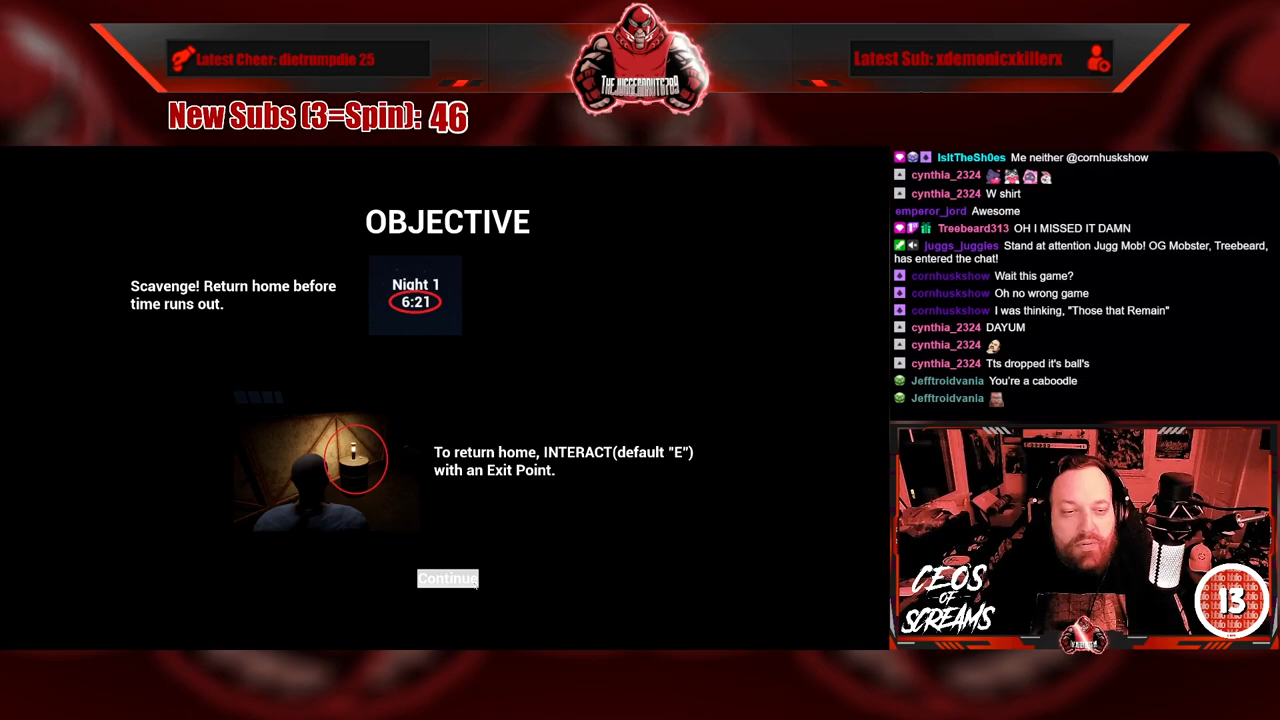 Latest Cheer: dietrumpdie 25
THEJUGGERNAUT6789
Latest Sub: xdemonicxkillerx
New Subs (3=Spin): 46
OBJECTIVE
Scavenge! Return home before
time runs out.
Night 1
6:21
To return home, INTERACT(default "E")
with an Exit Point.
Continue
IsItTheSh0es Me neither @cornhuskshow
cynthia_2324
cynthia_2324 W shirt
emperor_jord Awesome
Treebeard313 OH I MISSED IT DAMN
juggs_juggies Stand at attention Jugg Mob! OG Mobster, Treebeard,
has entered the chat!
cornhuskshow Wait this game?
cornhuskshow Oh no wrong game
cornhuskshow I was thinking, "Those that Remain"
cynthia_2324 DAYUM
cynthia_2324
cynthia_2324 Tts dropped it's ball's
Jefftroidvania You're a caboodle
Jefftroidvania
CEOS
OF
SCREAMS
13